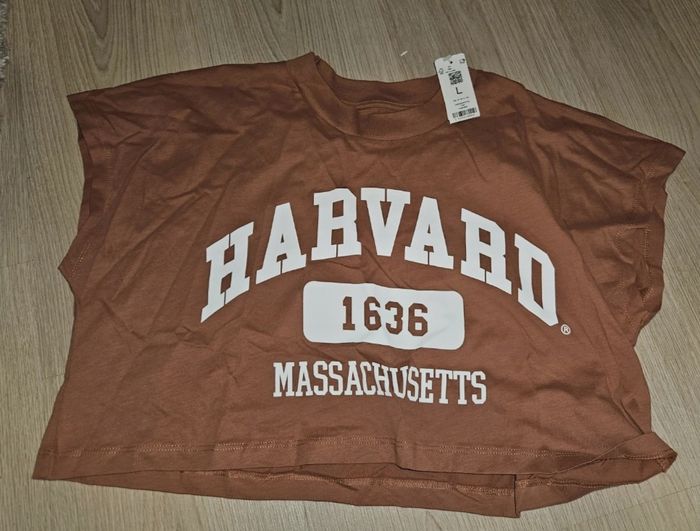 L
HARVARD
®
1636
MASSACHUSETTS